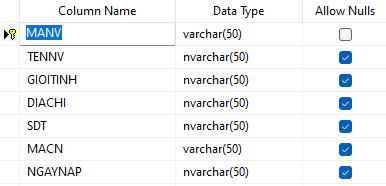 Column Name Data Type Allow Nulls
MANV varchar(50)
TENNV nvarchar(50)
GIOITINH nvarchar(50)
DIACHI nvarchar(50)
SDT nvarchar(50)
MACN varchar(50)
NGAYNAP nvarchar(50)